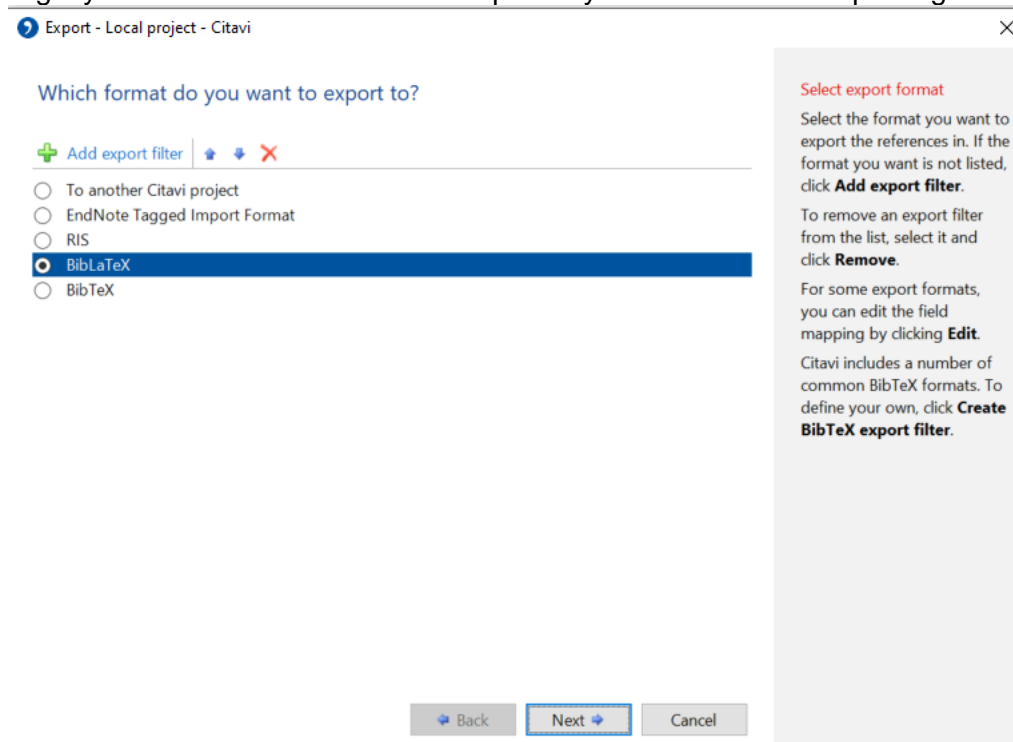 Export - Local project - Citavi
Which format do you want to export to?
Add export filter
To another Citavi project
EndNote Tagged Import Format
RIS
BibLaTeX
BibTeX
Back
Next
Cancel
Select export format
Select the format you want to
export the references in. If the
format you want is not listed,
click Add export filter.
To remove an export filter
from the list, select it and
click Remove.
For some export formats,
you can edit the field
mapping by clicking Edit.
Citavi includes a number of
common BibTeX formats. To
define your own, click Create
BibTeX export filter.